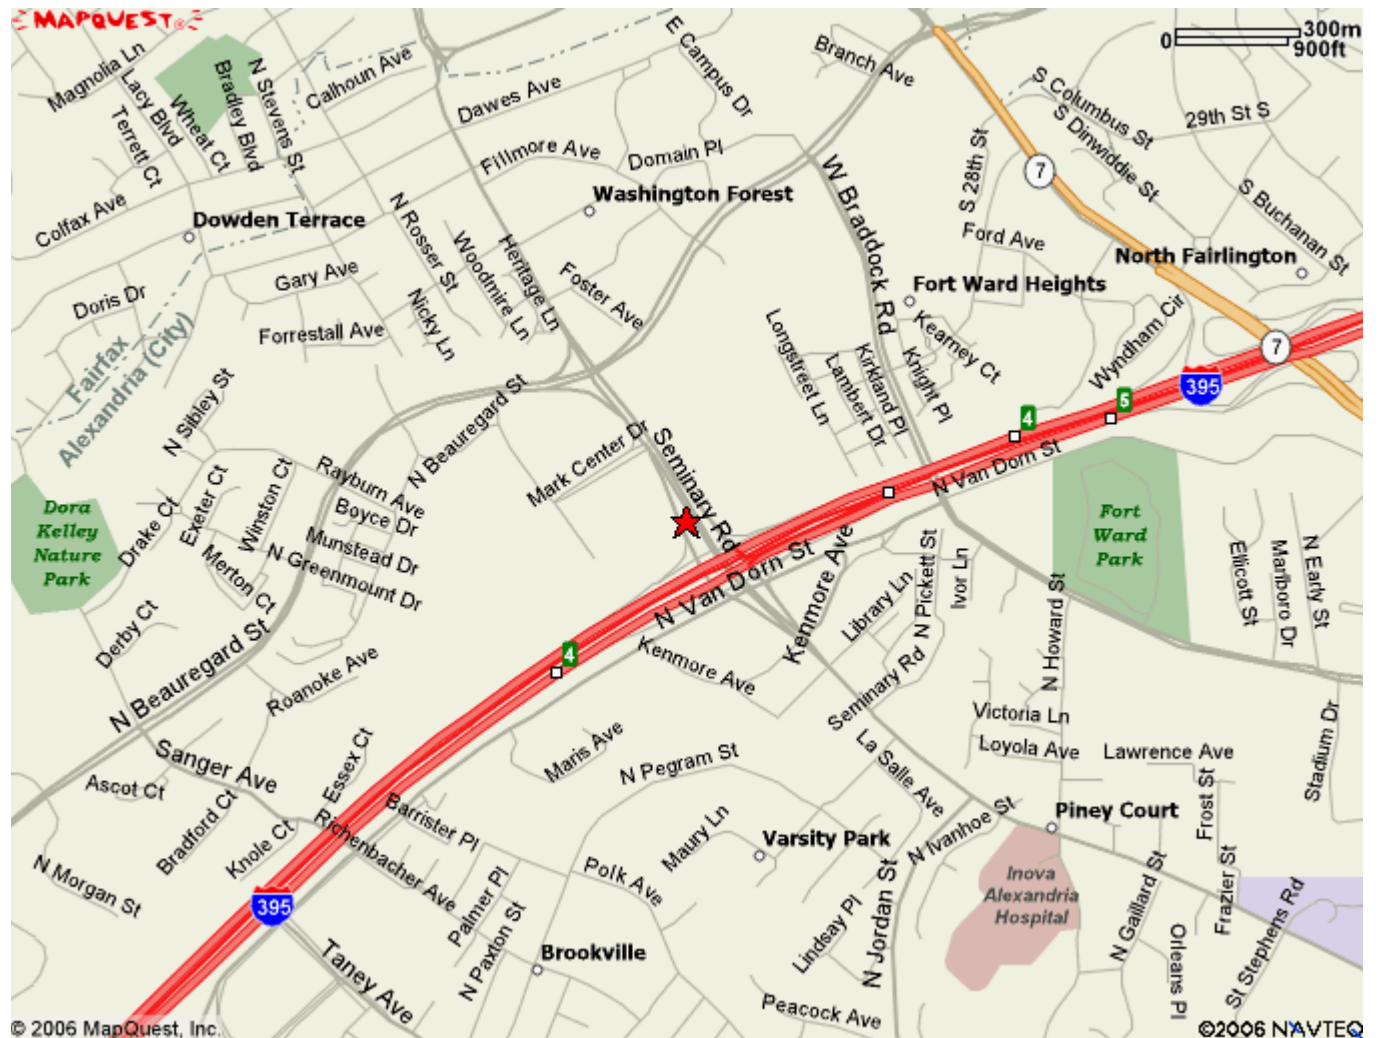 MAPQUEST®
300m
0
900ft
Magnolia Ln
Lacy Blvd
Wheat Ct
Bradley Blvd
N Stevens St
Calhoun Ave
Terrett Ct
Dawes Ave
E Campus Dr
Branch Ave
S Columbus St
S Dinwiddie St
29th St S
Fillmore Ave
Domain Pl
Washington Forest
W Braddock Rd
S 28th St
7
S Buchanan St
Colfax Ave
Dowden Terrace
N Rosser St
Woodmire Ln
Heritage Ln
Foster Ave
Ford Ave
North Fairlington
Fort Ward Heights
Gary Ave
Doris Dr
Forrestall Ave
Nicky Ln
Fairfax
Alexandria (City)
Longstreet Ln
Lambert Dr
Kirkland Pl
Knight Pl
Kearney Ct
Wyndham Cir
7
395
5
4
N Sibley St
N Beauregard St
Mark Center Dr
Seminary Rd
N Van Dorn St
Rayburn Ave
Boyce Dr
Exeter Ct
Winston Ct
Drake Ct
Munstead Dr
N Greenmount Dr
Merton Ct
Dora
Kelley
Nature
Park
Fort
Ward
Park
Ellicott St
Marlboro Dr
N Early St
N Van Dorn St
Kenmore Ave
Library Ln
N Pickett St
Ivor Ln
N Howard St
Derby Ct
N Beauregard St
Roanoke Ave
4
Kenmore Ave
Seminary Rd
Victoria Ln
Loyola Ave
Lawrence Ave
Stadium Dr
Sanger Ave
Essex Ct
Maris Ave
N Pegram St
La Salle Ave
Ascot Ct
Bradford Ct
Knole Ct
Richenbacher Ave
Barrister Pl
Maury Ln
Varsity Park
N Ivanhoe St
Piney Court
Frost St
N Morgan St
395
Palmer Pl
N Paxton St
Polk Ave
Brookville
Lindsay Pl
N Jordan St
Inova
Alexandria
Hospital
N Gaillard St
Frazier St
Orleans Pl
St Stephens Rd
Taney Ave
Peacock Ave
© 2006 MapQuest, Inc.
©2006 NAVTEQ